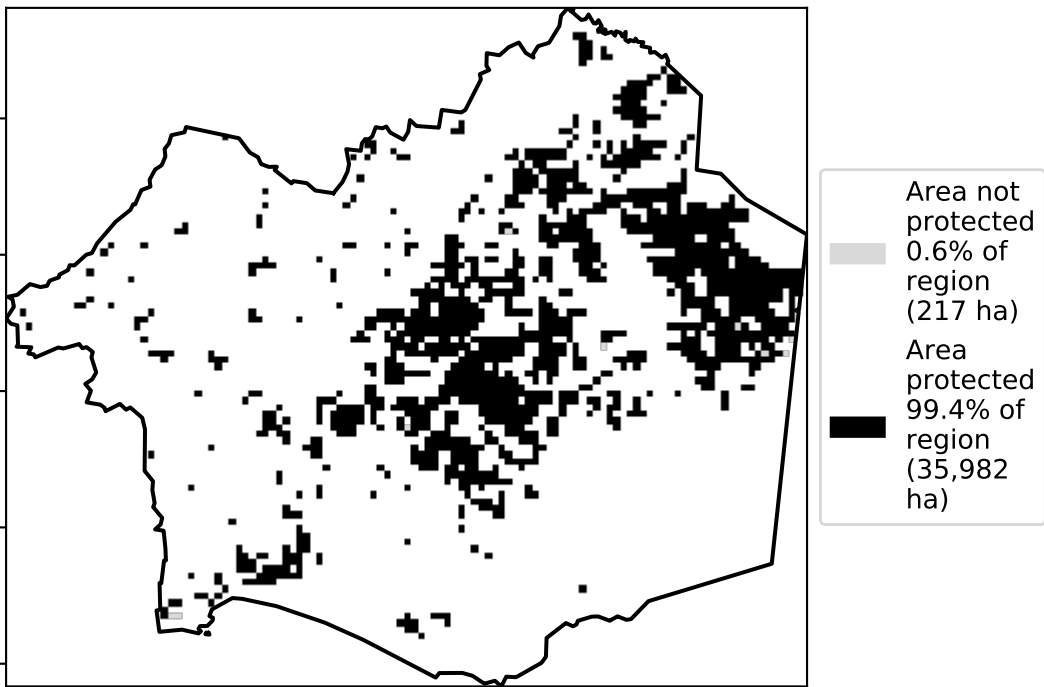 Area not
protected
0.6% of
region
(217 ha)
Area
protected
99.4% of
region
(35,982
ha)